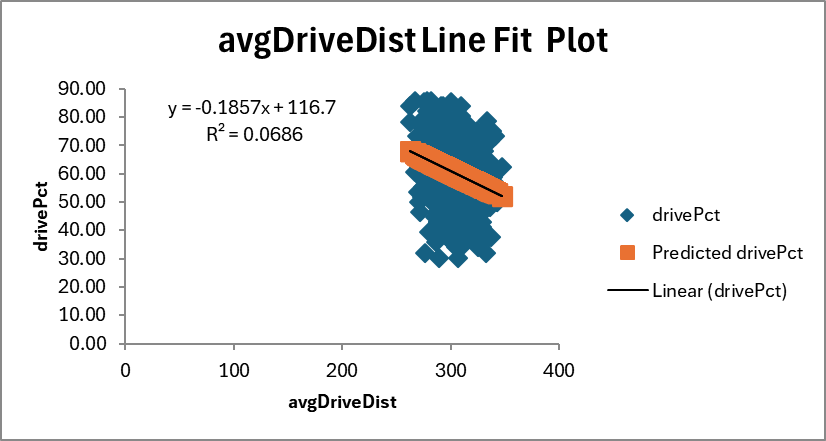 avgDriveDist Line Fit Plot
90.00
80.00
70.00
60.00
50.00
40.00
30.00
20.00
10.00
0.00
drivePct
y = -0.1857x + 116.7
R² = 0.0686
0 100 200 300 400
avgDriveDist
drivePct
Predicted drivePct
Linear (drivePct)